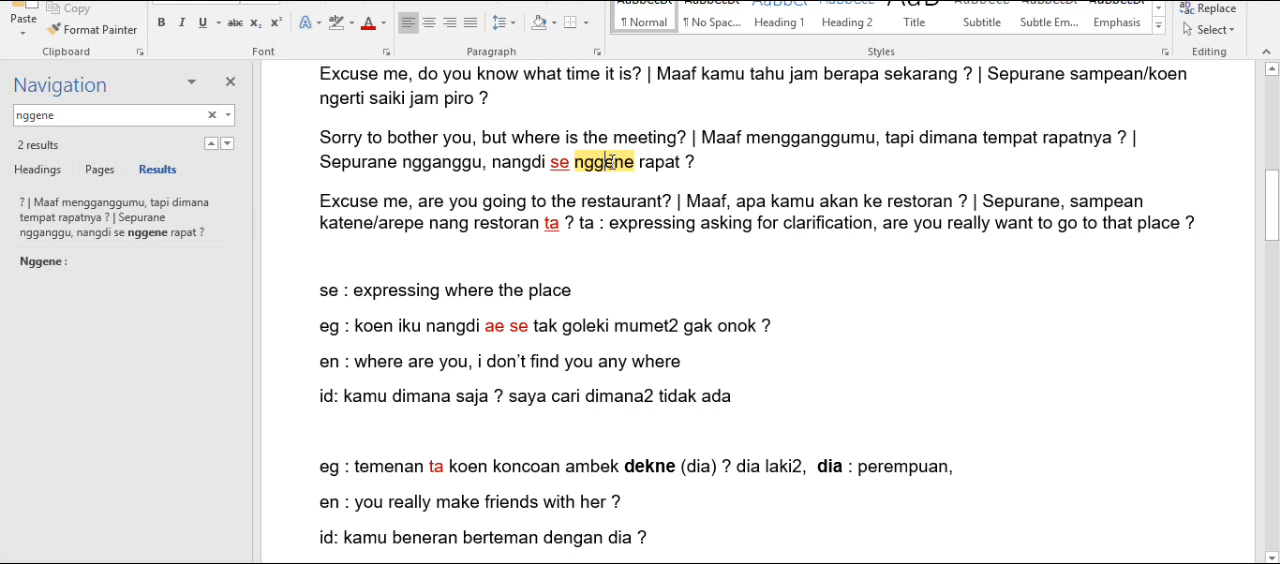 Paste
Copy
Format Painter
Clipboard
B I U abc x₂ x² A
Font
Paragraph
¶ Normal
¶ No Spac...
Heading 1
Heading 2
Title
Subtitle
Subtle Em...
Emphasis
Styles
Replace
Select
Editing
Navigation
nggene
2 results
Headings Pages Results
? | Maaf mengganggumu, tapi dimana
tempat rapatnya ? | Sepurane
ngganggu, nangdi se nggene rapat ?
Nggene :
Excuse me, do you know what time it is? | Maaf kamu tahu jam berapa sekarang ? | Sepurane sampean/koen
ngerti saiki jam piro ?
Sorry to bother you, but where is the meeting? | Maaf mengganggumu, tapi dimana tempat rapatnya ? |
Sepurane ngganggu, nangdi se nggene rapat ?
Excuse me, are you going to the restaurant? | Maaf, apa kamu akan ke restoran ? | Sepurane, sampean
katene/arepe nang restoran ta ? ta : expressing asking for clarification, are you really want to go to that place ?
se : expressing where the place
eg : koen iku nangdi ae se tak goleki mumet2 gak onok ?
en : where are you, i don’t find you any where
id: kamu dimana saja ? saya cari dimana2 tidak ada
eg : temenan ta koen koncoan ambek dekne (dia) ? dia laki2, dia : perempuan,
en : you really make friends with her ?
id: kamu beneran berteman dengan dia ?